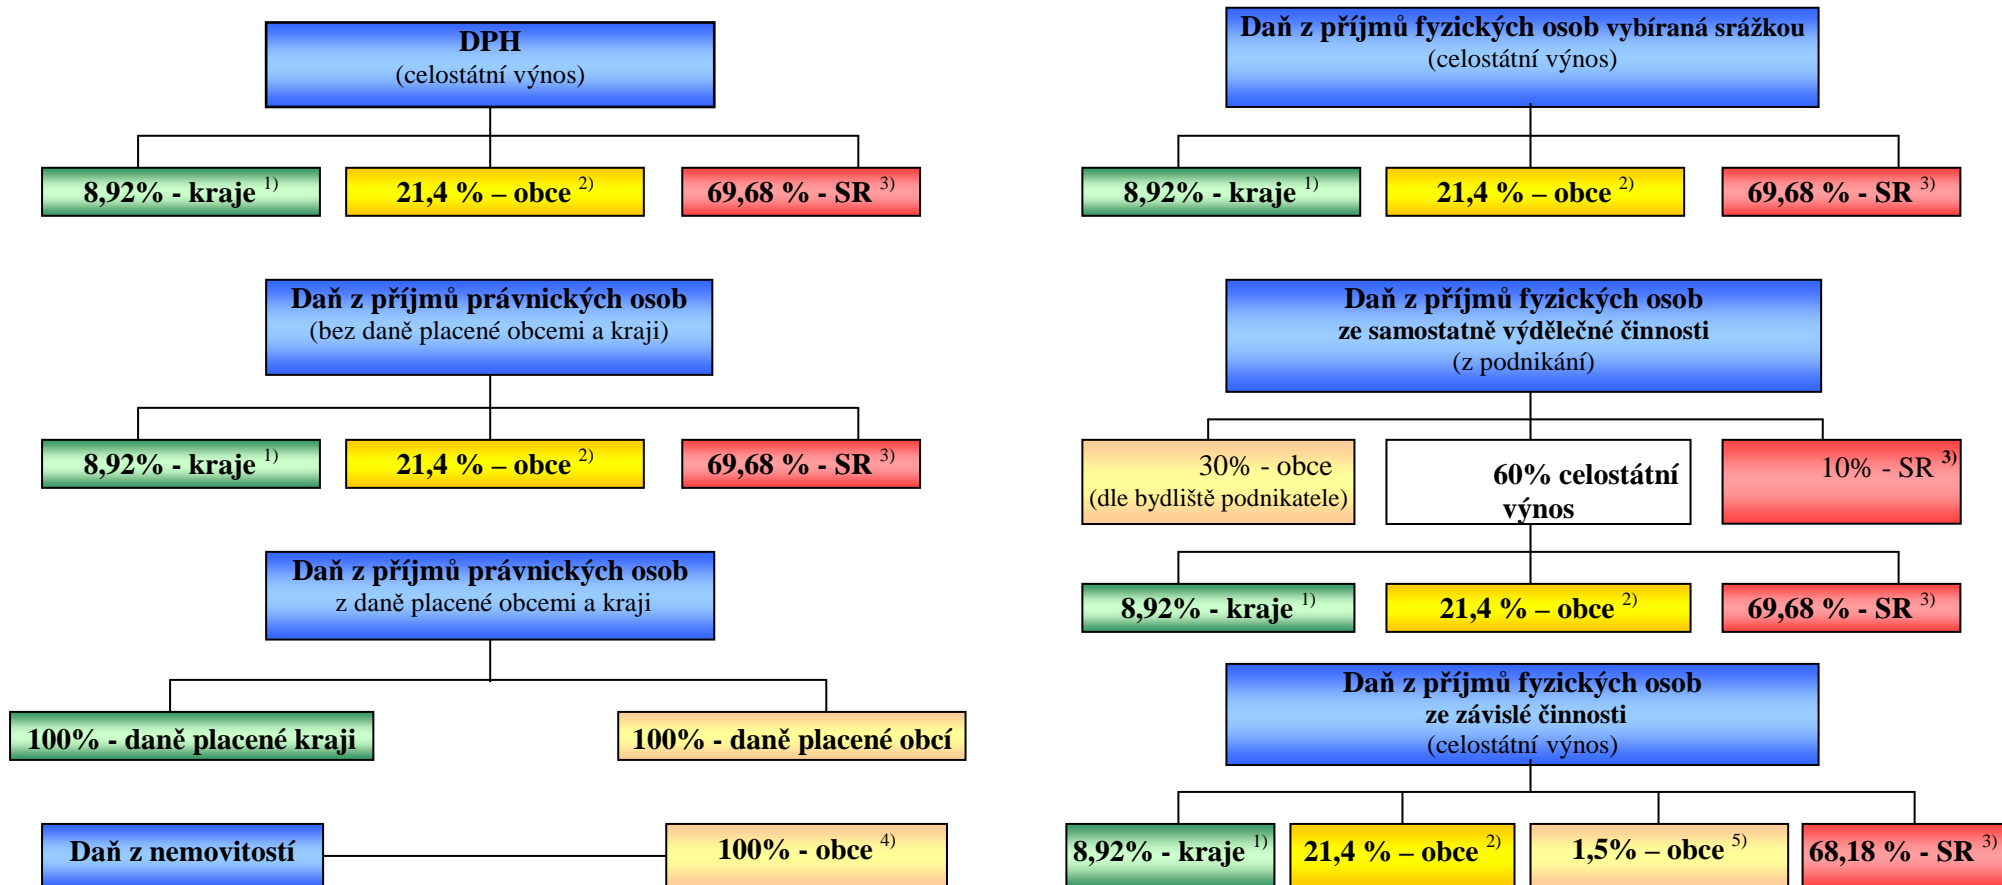 DPH
(celostátní výnos)
8,92% - kraje 1)
21,4 % – obce 2)
69,68 % - SR 3)
Daň z příjmů právnických osob
(bez daně placené obcemi a kraji)
8,92% - kraje 1)
21,4 % – obce 2)
69,68 % - SR 3)
Daň z příjmů právnických osob
z daně placené obcemi a kraji
100% - daně placené kraji
100% - daně placené obcí
Daň z nemovitostí
100% - obce 4)
Daň z příjmů fyzických osob vybíraná srážkou
(celostátní výnos)
8,92% - kraje 1)
21,4 % – obce 2)
69,68 % - SR 3)
Daň z příjmů fyzických osob
ze samostatně výdělečné činnosti
(z podnikání)
30% - obce
(dle bydliště podnikatele)
60% celostátní
výnos
10% - SR 3)
8,92% - kraje 1)
21,4 % – obce 2)
69,68 % - SR 3)
Daň z příjmů fyzických osob
ze závislé činnosti
(celostátní výnos)
8,92% - kraje 1)
21,4 % – obce 2)
1,5% – obce 5)
68,18 % - SR 3)